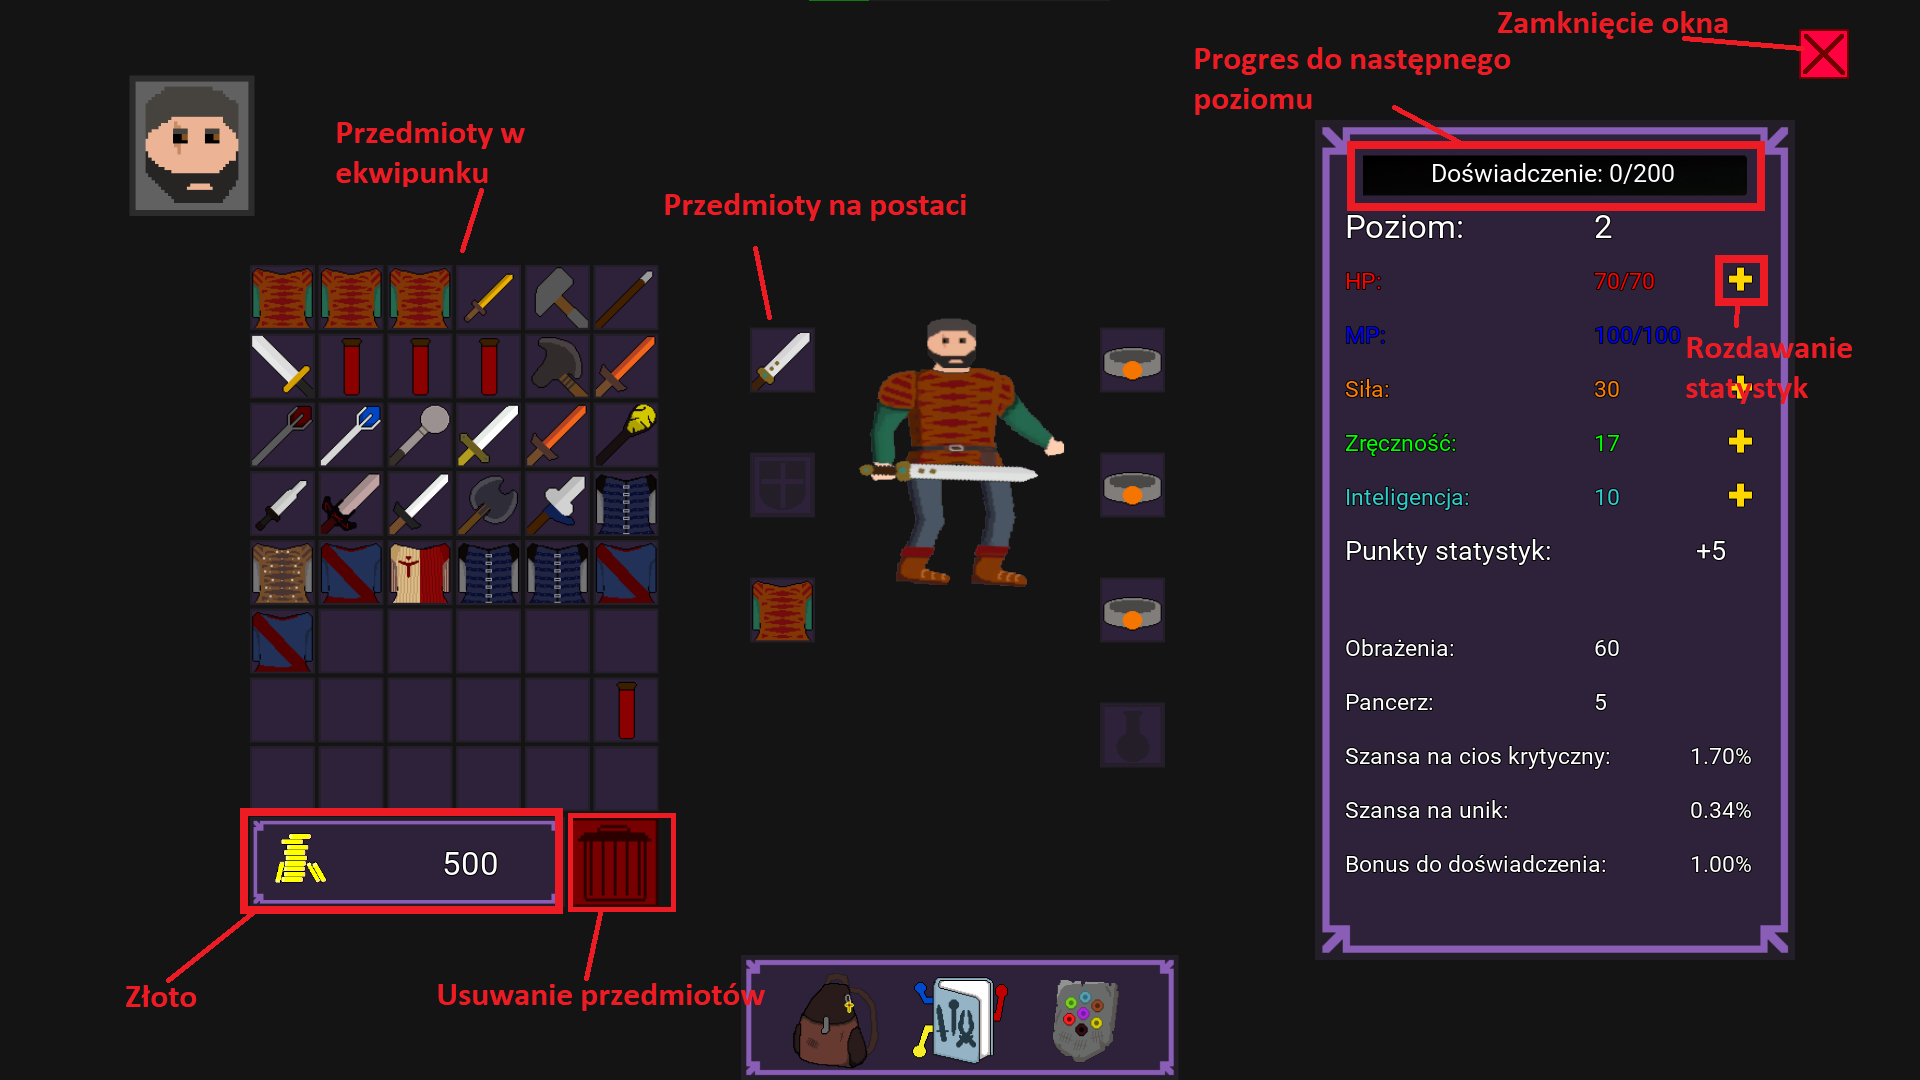 Zamknięcie okna
Progres do następnego
poziomu
Przedmioty w
ekwipunku
Przedmioty na postaci
Doświadczenie: 0/200
Poziom: 2
HP: 70/70
MP: 100/100
Rozdawanie
statystyk
Siła: 30
Zręczność: 17
Inteligencja: 10
Punkty statystyk: +5
Obrażenia: 60
Pancerz: 5
Szansa na cios krytyczny: 1.70%
Szansa na unik: 0.34%
Bonus do doświadczenia: 1.00%
500
Złoto
Usuwanie przedmiotów